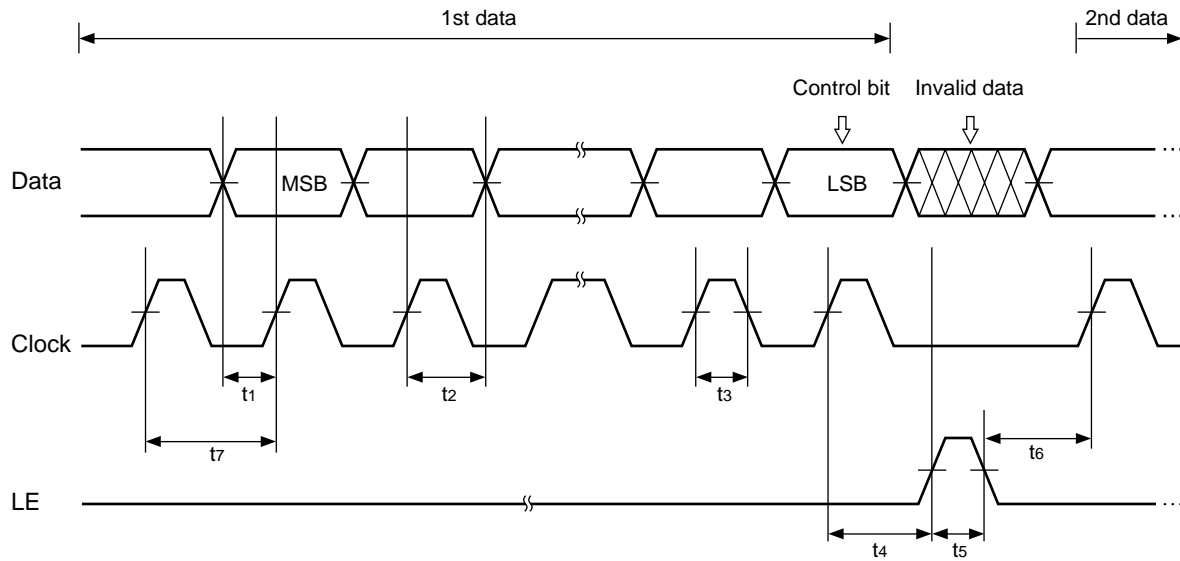 1st data
2nd data
Control bit
Invalid data
Data
MSB
LSB
Clock
t1
t2
t3
t7
t6
LE
t4
t5